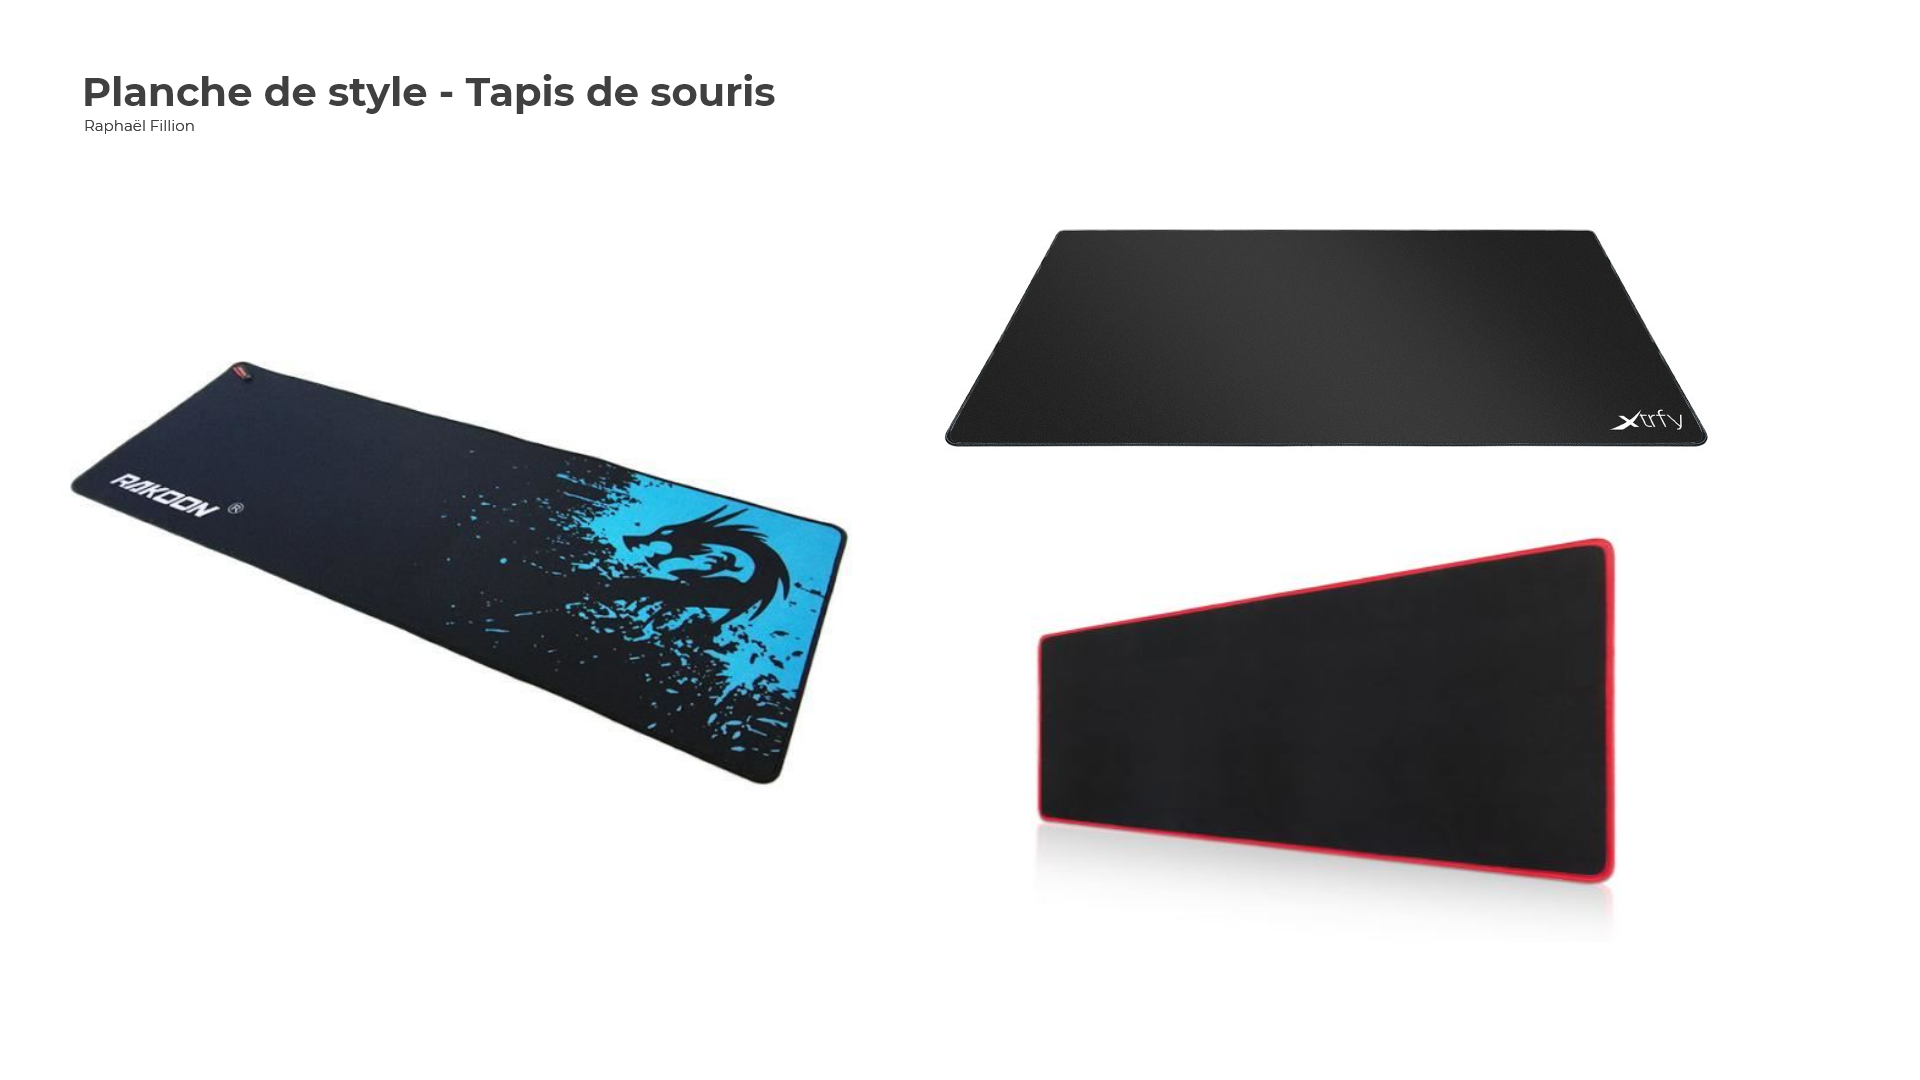 Planche de style - Tapis de souris
Raphaël Fillion
xtrfy
RAKOON ®